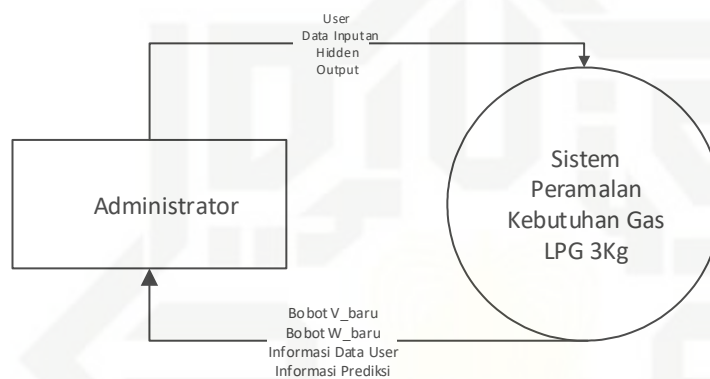 User
Data Inputan
Hidden
Output
Administrator
Sistem
Peramalan
Kebutuhan Gas
LPG 3Kg
Bobot V_baru
Bobot W_baru
Informasi Data User
Informasi Prediksi